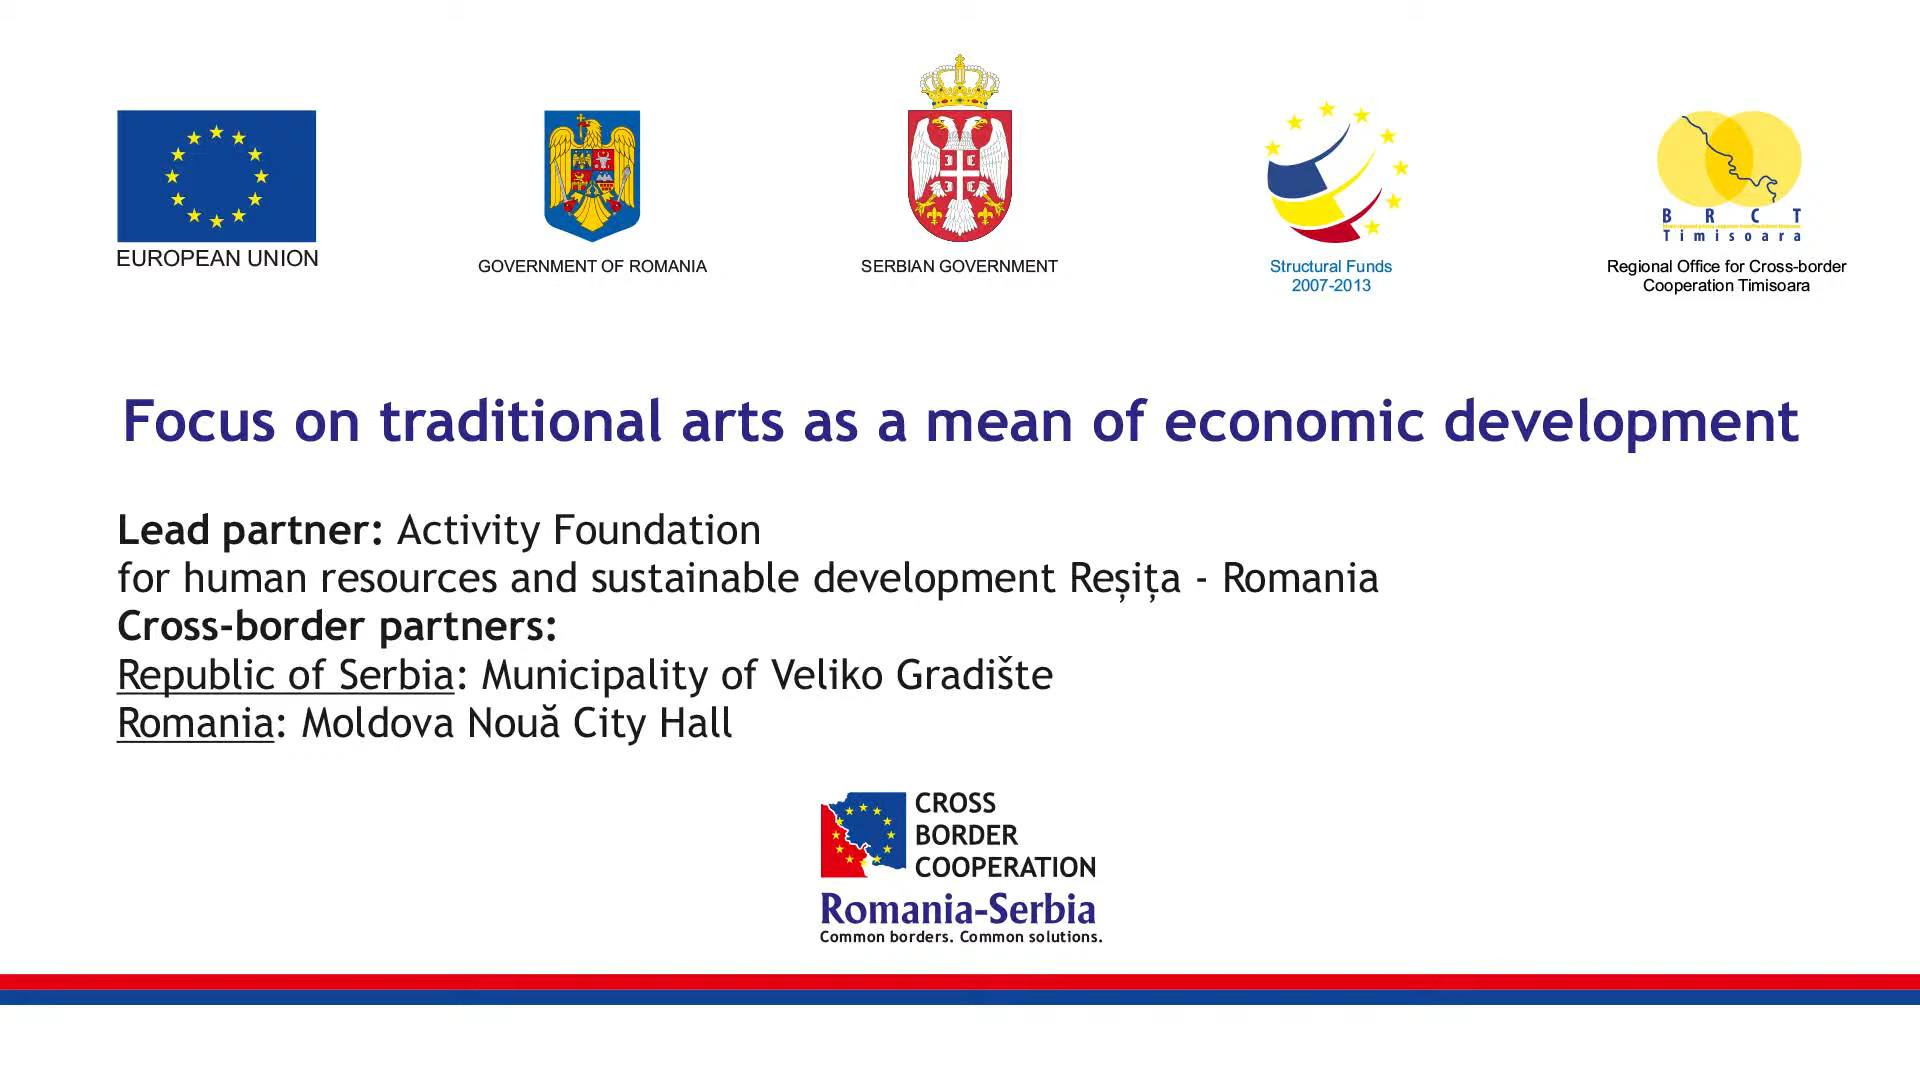 EUROPEAN UNION
GOVERNMENT OF ROMANIA
SERBIAN GOVERNMENT
Structural Funds
2007-2013
B R C T
Timisoara
Regional Office for Cross-border
Cooperation Timisoara
Focus on traditional arts as a mean of economic development
Lead partner: Activity Foundation
for human resources and sustainable development Reșița - Romania
Cross-border partners:
Republic of Serbia: Municipality of Veliko Gradište
Romania: Moldova Nouă City Hall
CROSS
BORDER
COOPERATION
Romania-Serbia
Common borders. Common solutions.